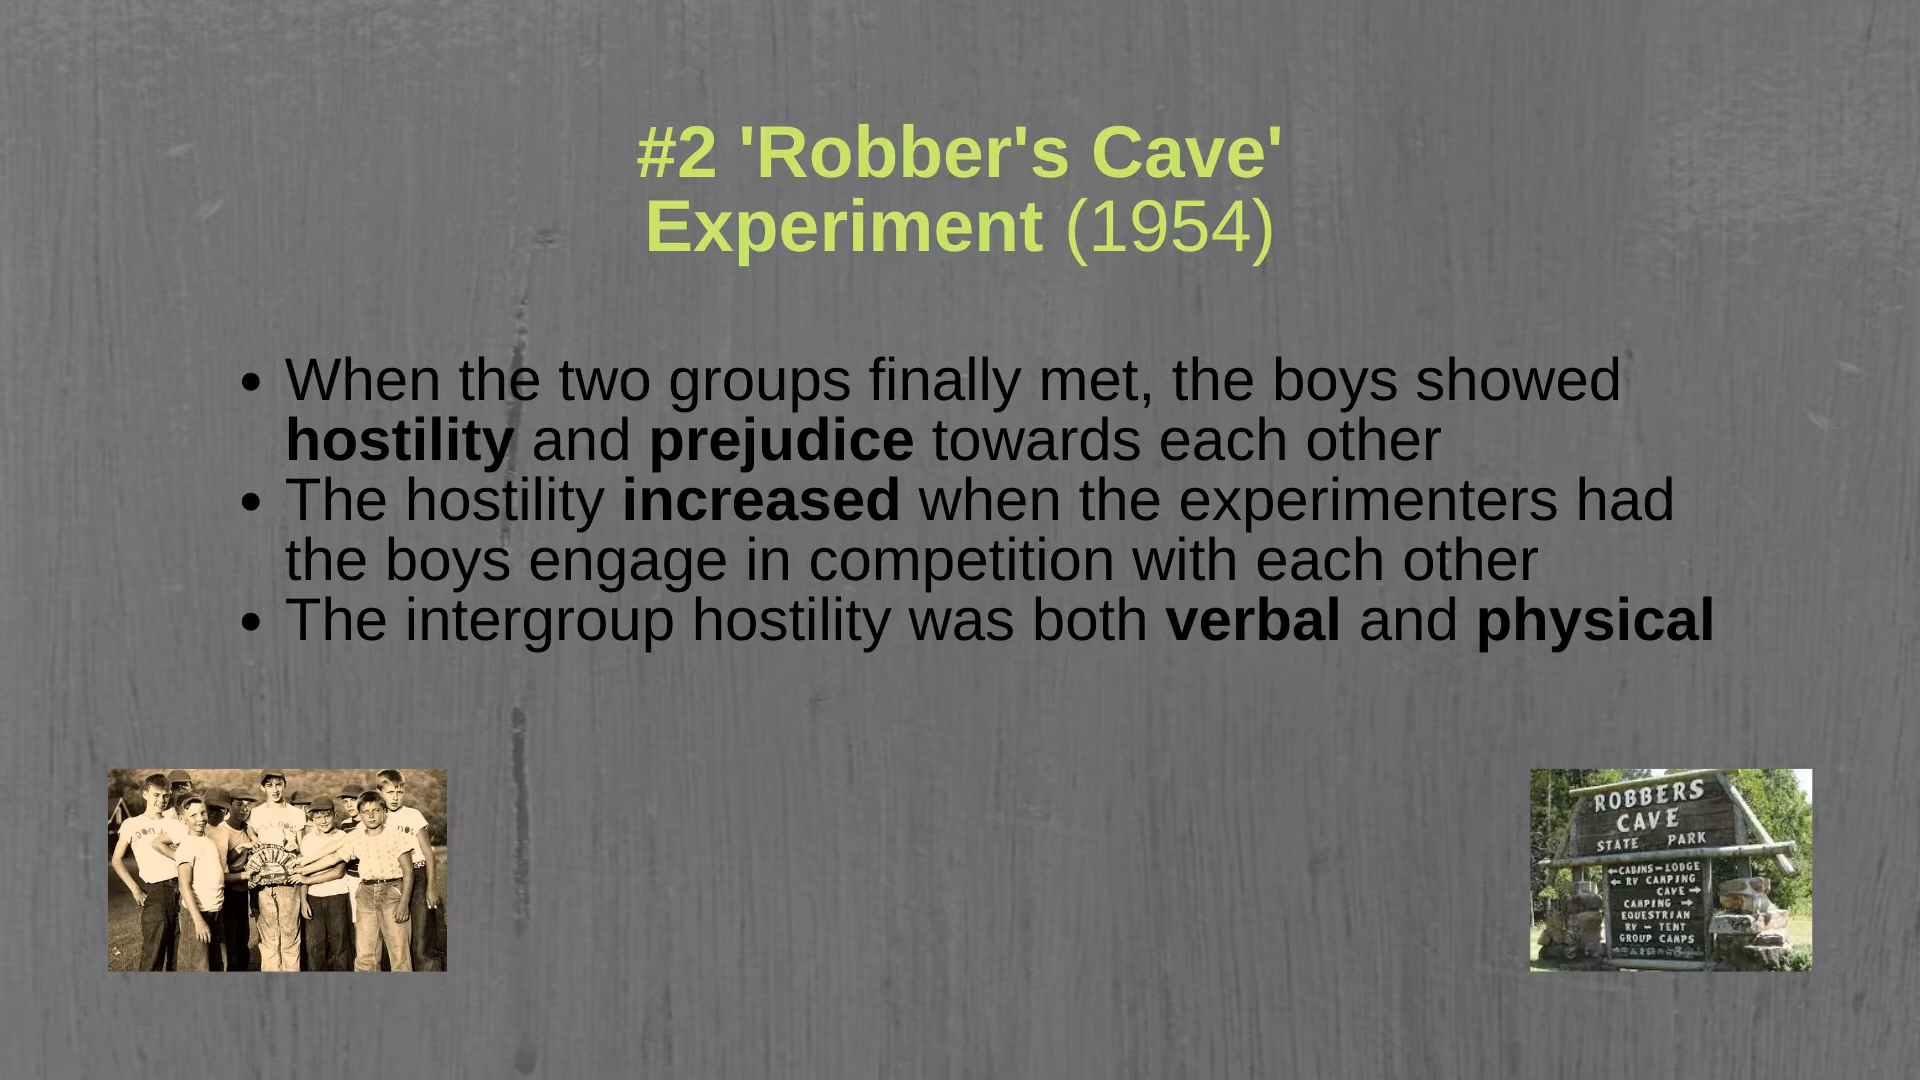 #2 'Robber's Cave'
Experiment (1954)
• When the two groups finally met, the boys showed
hostility and prejudice towards each other
• The hostility increased when the experimenters had
the boys engage in competition with each other
• The intergroup hostility was both verbal and physical
ROBBERS
CAVE
STATE PARK
←CABINS-LODGE
← RV CAMPING
CAVE →
CAMPING →
EQUESTRIAN
RV - TENT
GROUP CAMPS